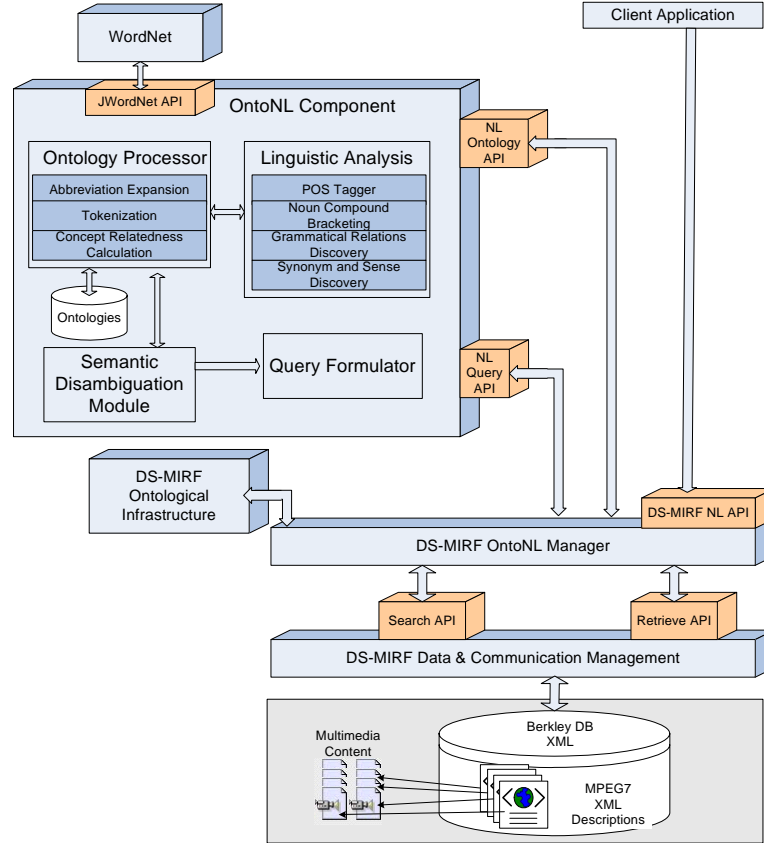 WordNet
Client Application
JWordNet API
OntoNL Component
NL
Ontology
API
Ontology Processor
Abbreviation Expansion
Tokenization
Concept Relatedness
Calculation
Linguistic Analysis
POS Tagger
Noun Compound
Bracketing
Grammatical Relations
Discovery
Synonym and Sense
Discovery
Ontologies
Semantic
Disambiguation
Module
Query Formulator
NL
Query
API
DS-MIRF
Ontological
Infrastructure
DS-MIRF NL API
DS-MIRF OntoNL Manager
Search API
Retrieve API
DS-MIRF Data & Communication Management
Berkley DB
XML
Multimedia
Content
MPEG7
XML
Descriptions